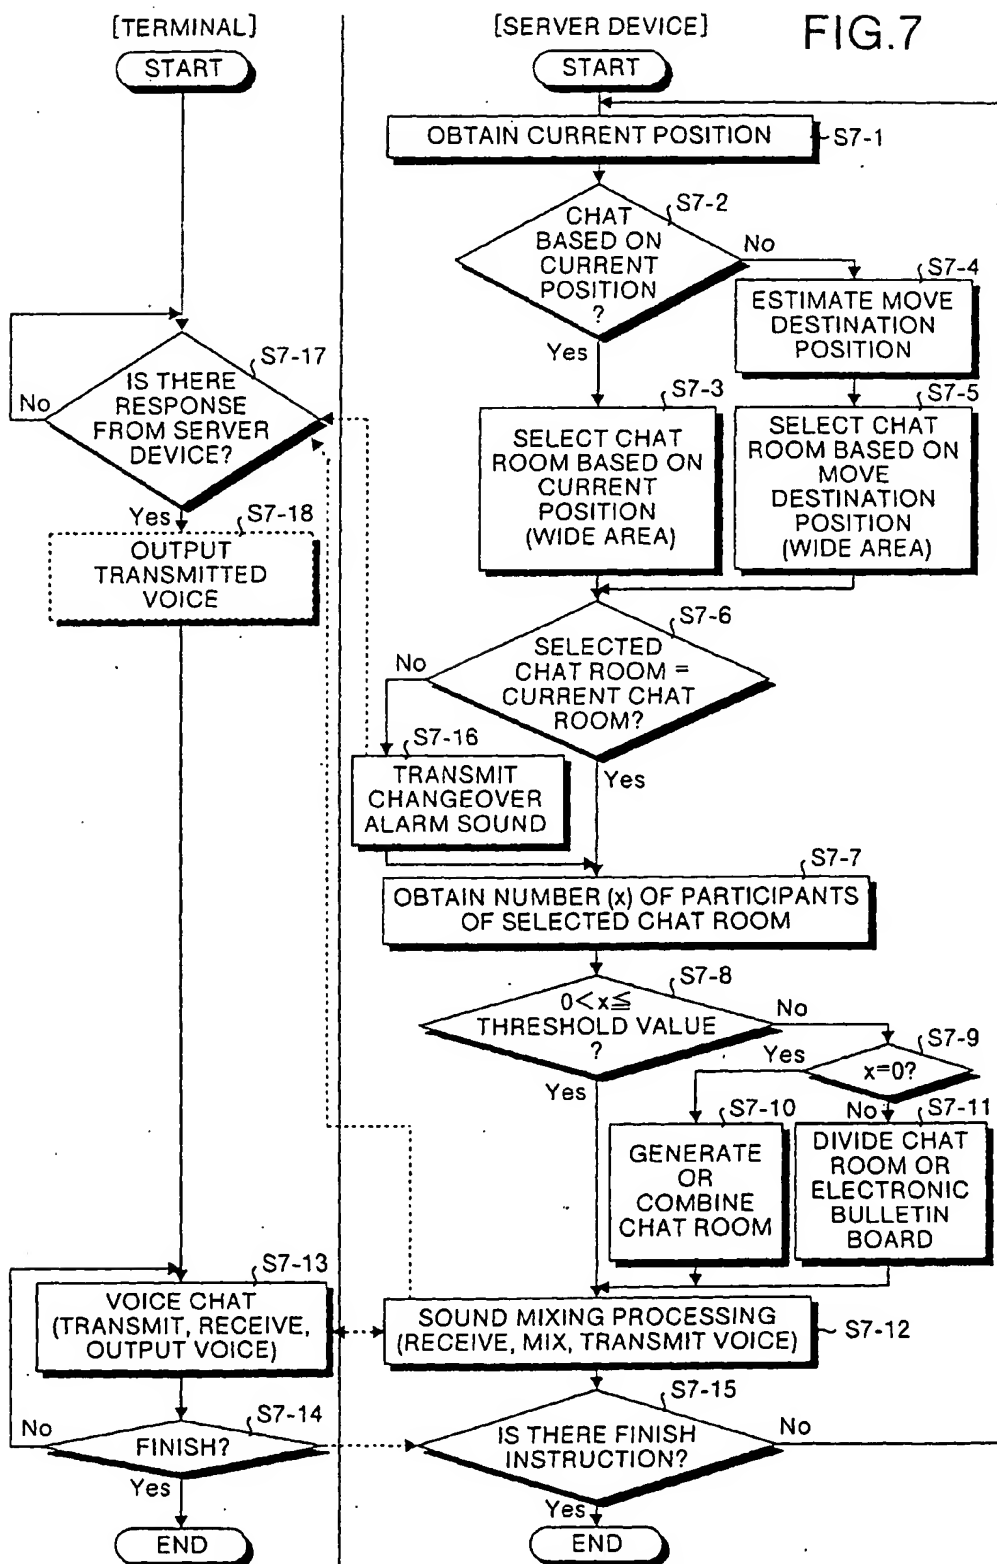 [TERMINAL]
[SERVER DEVICE]
FIG.7
START
START
OBTAIN CURRENT POSITION
S7-1
S7-2
CHAT
BASED ON
CURRENT
POSITION
?
No
Yes
S7-4
ESTIMATE MOVE
DESTINATION
POSITION
S7-17
IS THERE
RESPONSE
FROM SERVER
DEVICE?
No
Yes
S7-3
SELECT CHAT
ROOM BASED ON
CURRENT
POSITION
(WIDE AREA)
S7-5
SELECT CHAT
ROOM BASED ON
MOVE
DESTINATION
POSITION
(WIDE AREA)
S7-18
OUTPUT
TRANSMITTED
VOICE
S7-6
SELECTED
CHAT ROOM =
CURRENT CHAT
ROOM?
No
Yes
S7-16
TRANSMIT
CHANGEOVER
ALARM SOUND
S7-7
OBTAIN NUMBER (x) OF PARTICIPANTS
OF SELECTED CHAT ROOM
S7-8
0<x≦
THRESHOLD VALUE
?
No
Yes
S7-9
x=0?
Yes
No
S7-10
GENERATE
OR
COMBINE
CHAT ROOM
S7-11
DIVIDE CHAT
ROOM OR
ELECTRONIC
BULLETIN
BOARD
S7-13
VOICE CHAT
(TRANSMIT, RECEIVE,
OUTPUT VOICE)
SOUND MIXING PROCESSING
(RECEIVE, MIX, TRANSMIT VOICE)
S7-12
S7-14
FINISH?
No
Yes
S7-15
IS THERE FINISH
INSTRUCTION?
No
Yes
END
END